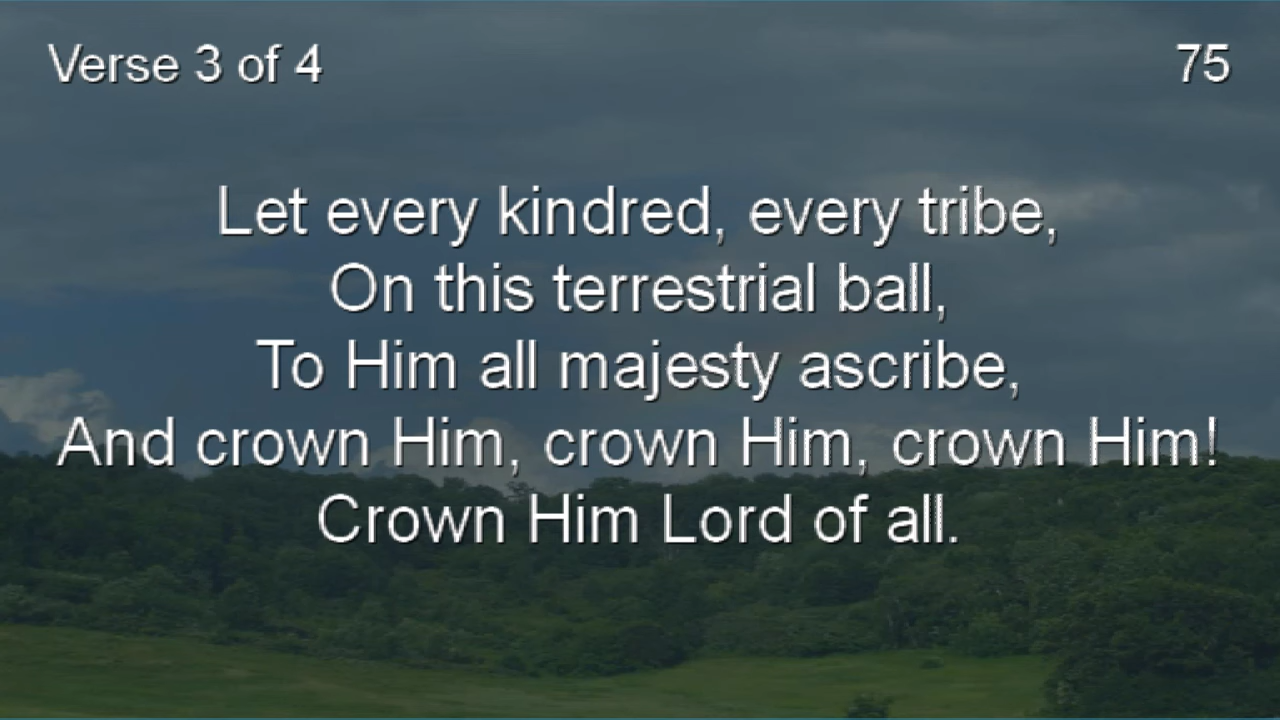 Verse 3 of 4
75
Let every kindred, every tribe,
On this terrestrial ball,
To Him all majesty ascribe,
And crown Him, crown Him, crown Him!
Crown Him Lord of all.